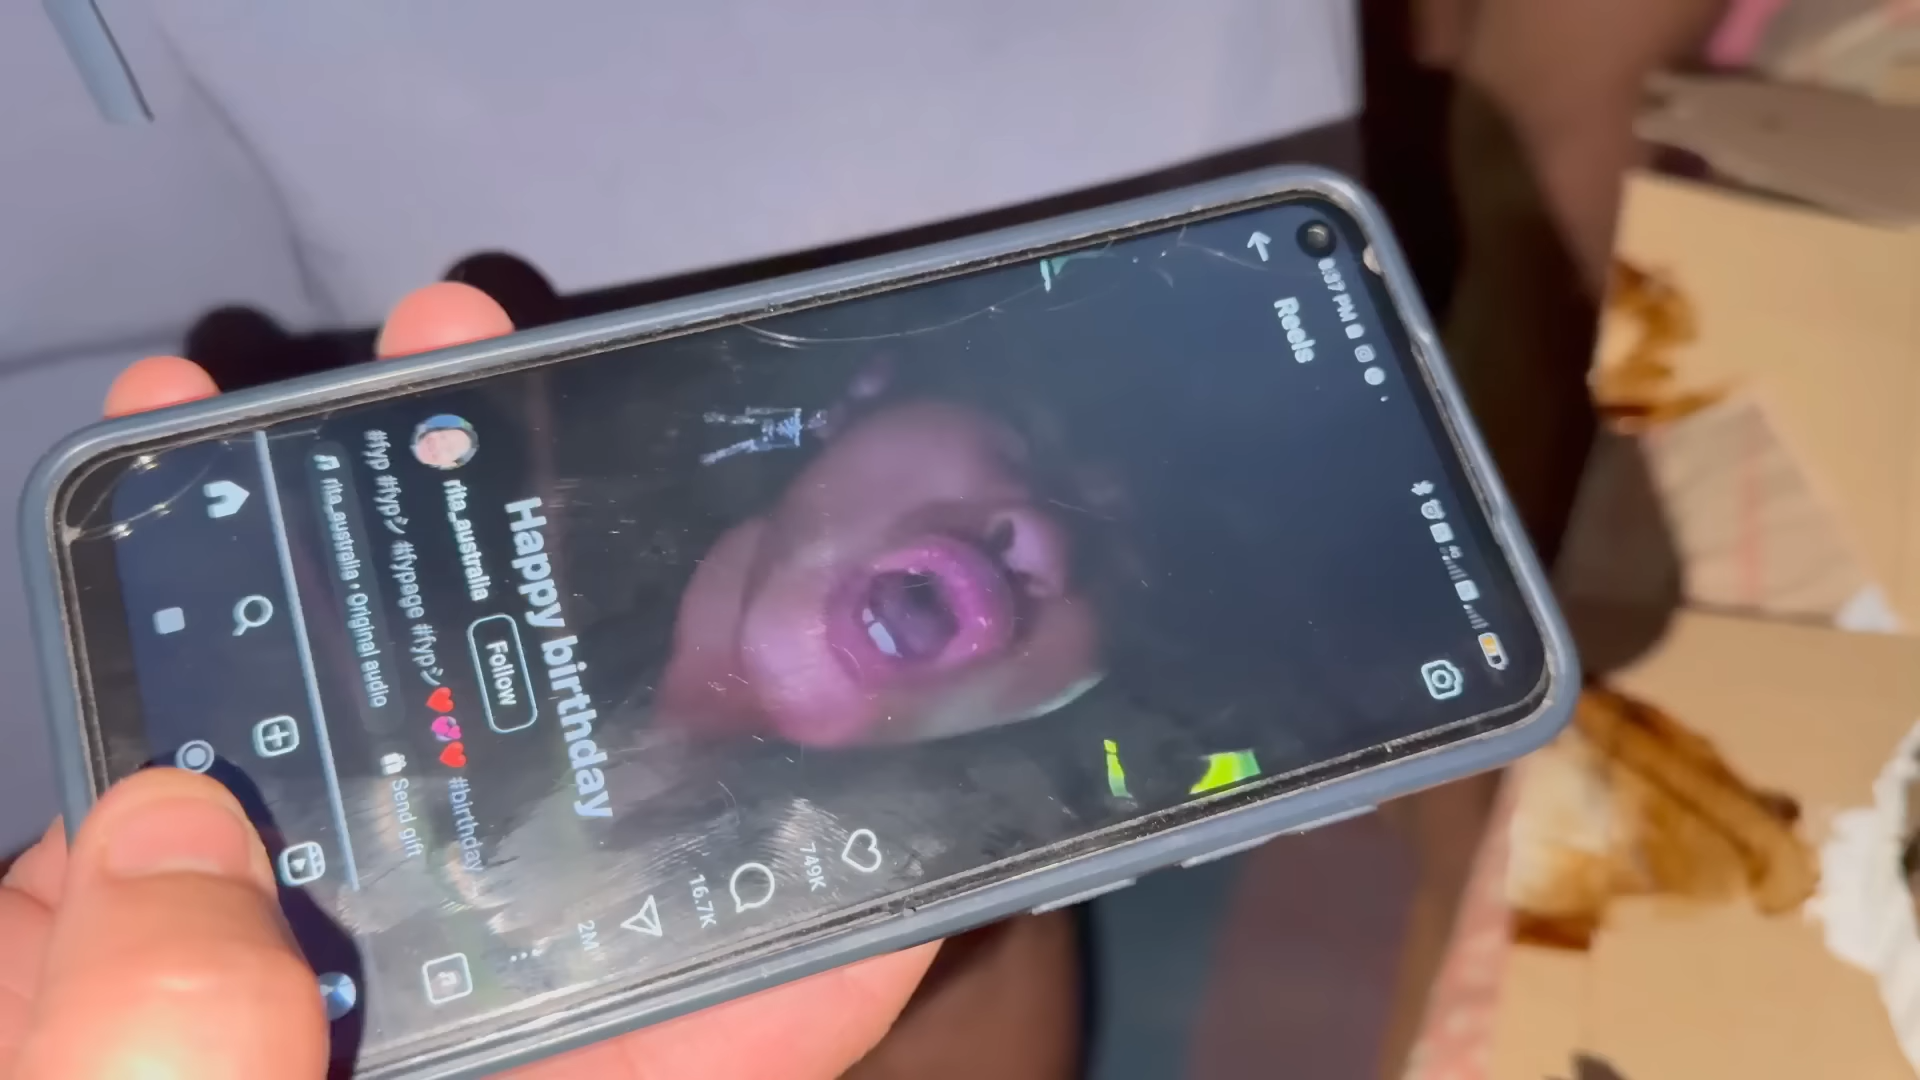 8:37 PM
Reels
749K
16.7K
2M
Happy birthday
rita_australia Follow
#fyp #fypシ #fypage #fypシ❤️💞❤️ #birthday
rita_australia • Original audio
Send gift